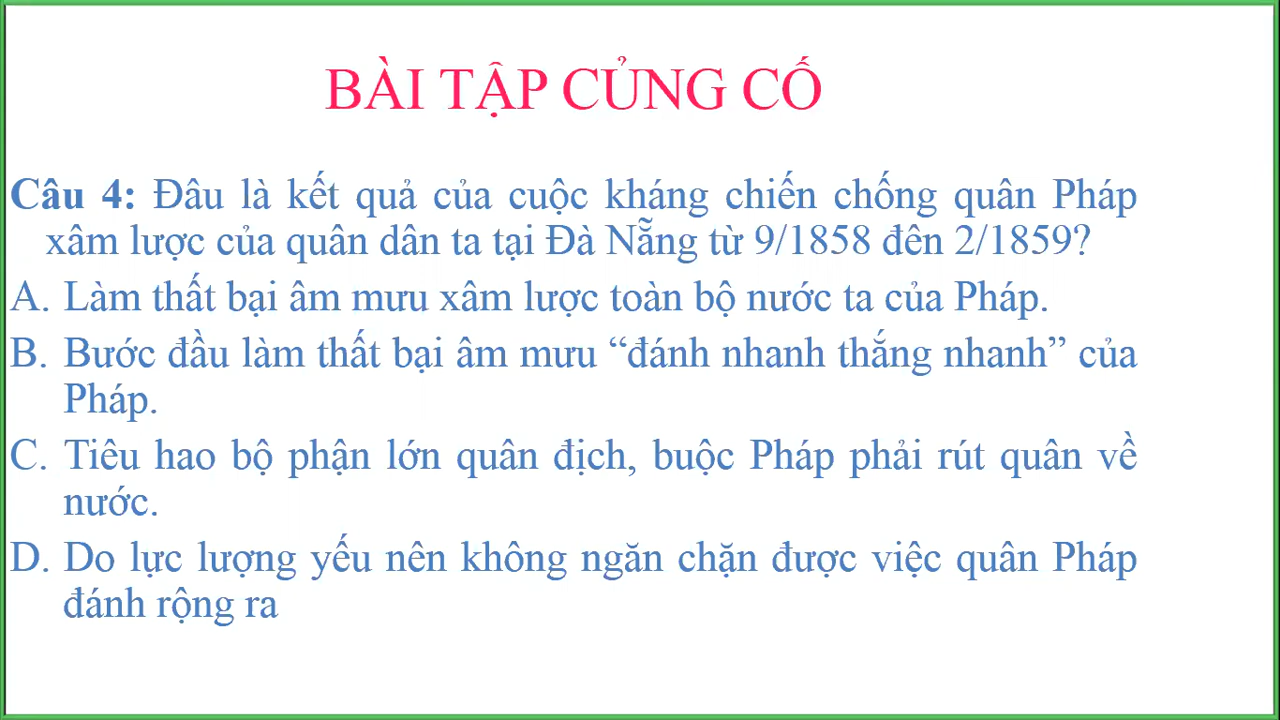 BÀI TẬP CỦNG CỐ
Câu 4: Đâu là kết quả của cuộc kháng chiến chống quân Pháp
xâm lược của quân dân ta tại Đà Nẵng từ 9/1858 đên 2/1859?
A. Làm thất bại âm mưu xâm lược toàn bộ nước ta của Pháp.
B. Bước đầu làm thất bại âm mưu “đánh nhanh thắng nhanh” của
Pháp.
C. Tiêu hao bộ phận lớn quân địch, buộc Pháp phải rút quân về
nước.
D. Do lực lượng yếu nên không ngăn chặn được việc quân Pháp
đánh rộng ra